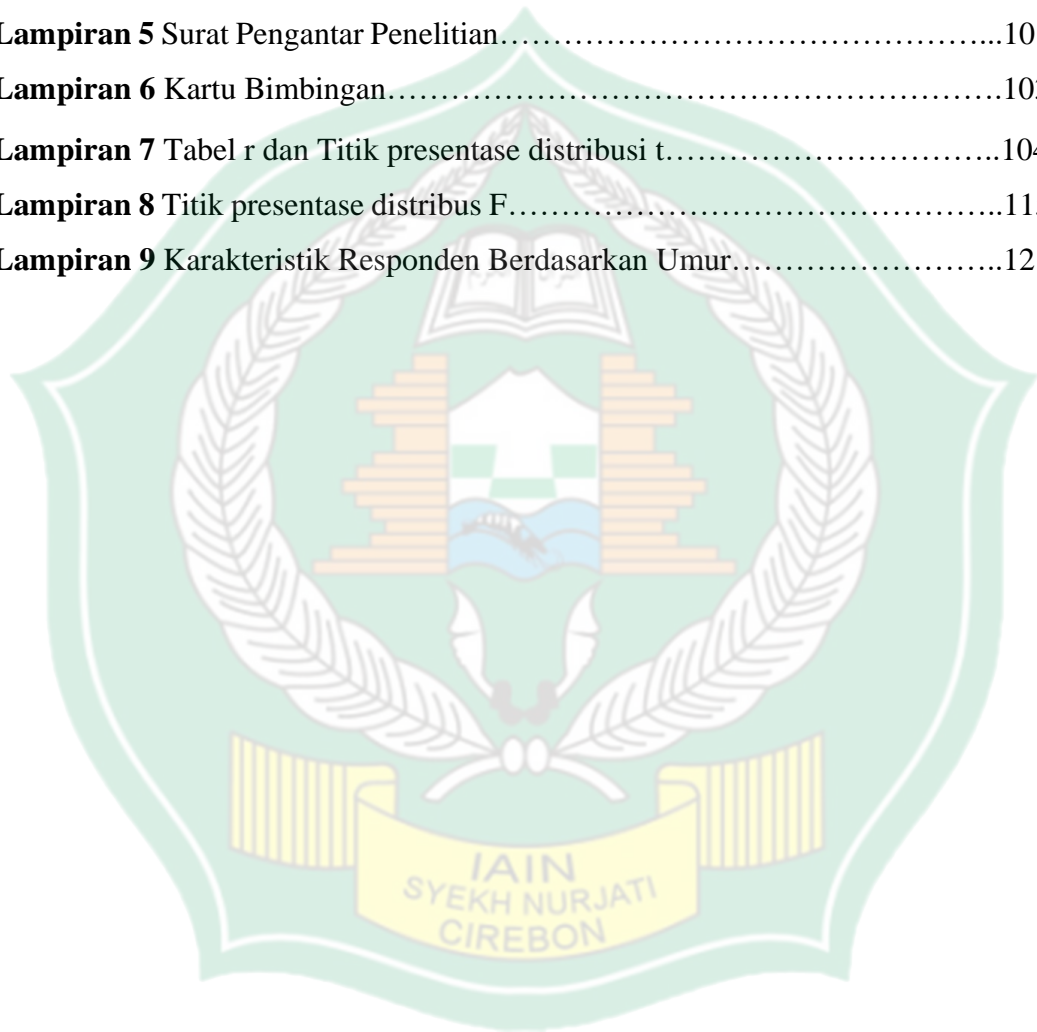 Lampiran 5 Surat Pengantar Penelitian…………………………………………...10
Lampiran 6 Kartu Bimbingan…………………………………………………….10
Lampiran 7 Tabel r dan Titik presentase distribusi t…………………………..104
Lampiran 8 Titik presentase distribus F………………………………………..11
Lampiran 9 Karakteristik Responden Berdasarkan Umur……………………..12
IAIN
SYEKH NURJATI
CIREBON